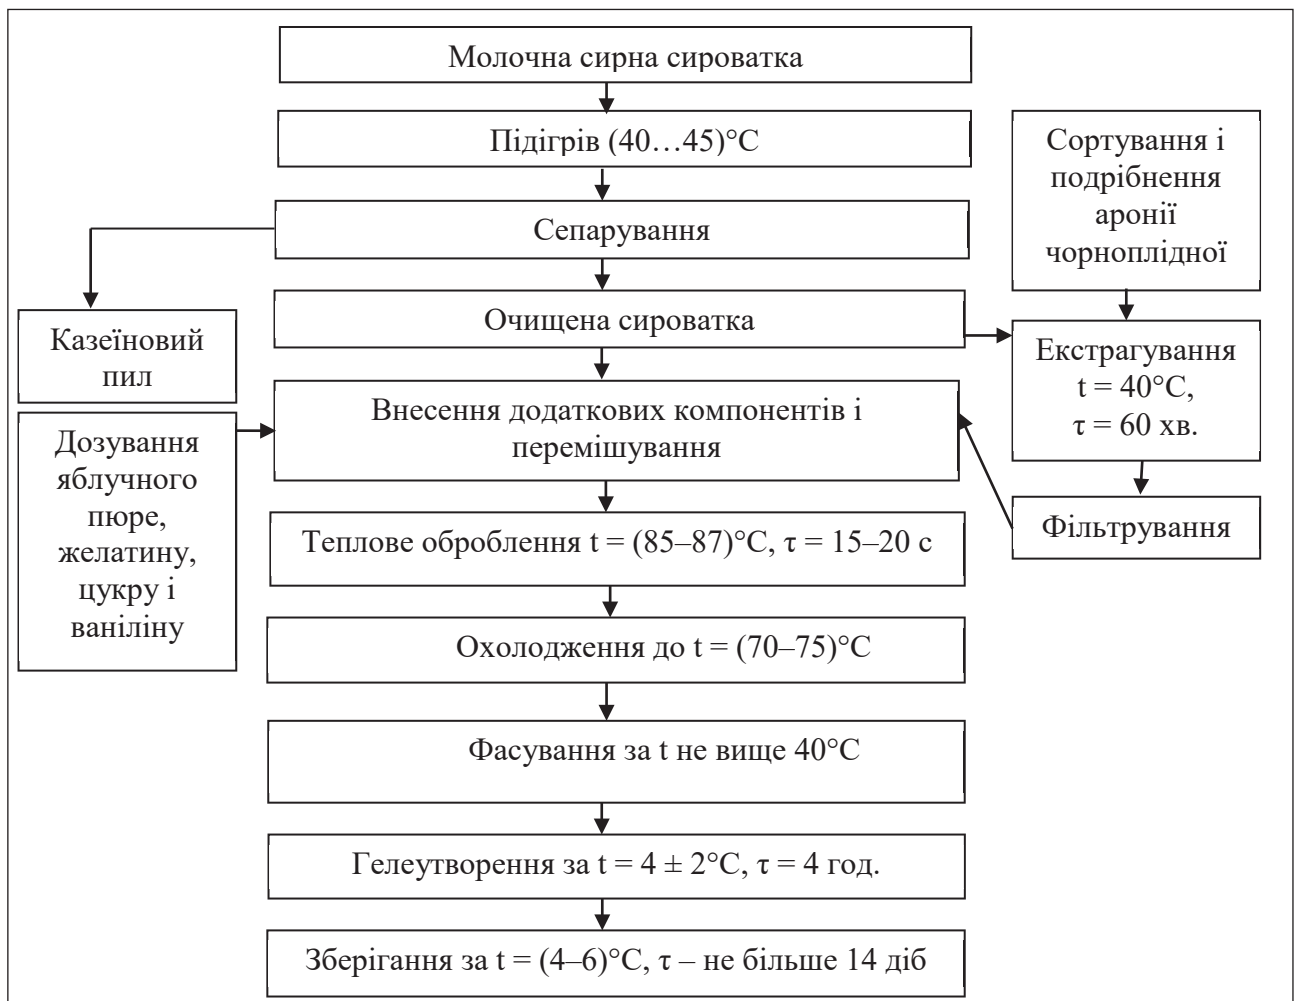 Молочна сирна сироватка
Підігрів (40…45)°C
Сортування і
подрібнення
аронії
чорноплідної
Сепарування
Очищена сироватка
Казеїновий
пил
Екстрагування
t = 40°C,
τ = 60 хв.
Внесення додаткових компонентів і
перемішування
Дозування
яблучного
пюре,
желатину,
цукру і
ваніліну
Фільтрування
Теплове оброблення t = (85–87)°C, τ = 15–20 с
Охолодження до t = (70–75)°C
Фасування за t не вище 40°C
Гелеутворення за t = 4 ± 2°C, τ = 4 год.
Зберігання за t = (4–6)°C, τ – не більше 14 діб